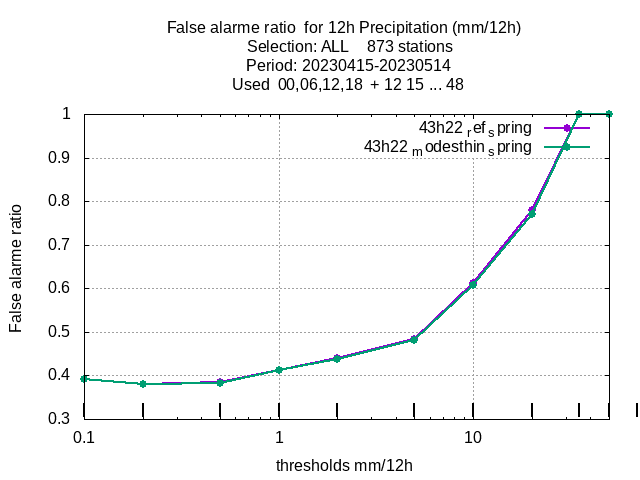 False alarme ratio  for 12h Precipitation (mm/12h)
Selection: ALL    873 stations
Period: 20230415-20230514
Used  00,06,12,18  + 12 15 ... 48
43h22 ref spring
43h22 modesthin spring
1
0.9
0.8
0.7
0.6
0.5
0.4
0.3
False alarme ratio
0.1 1 10
thresholds mm/12h